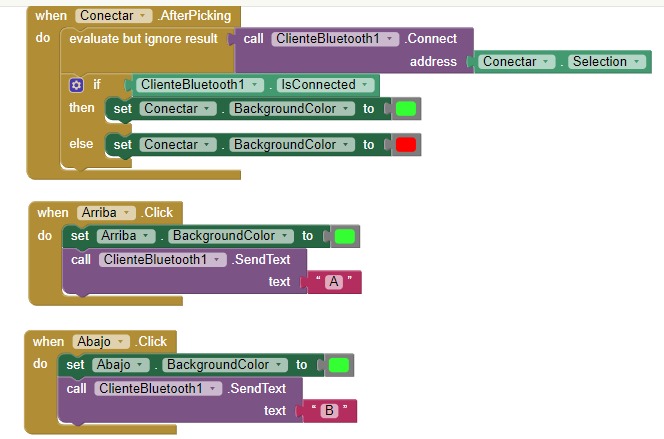 when Conectar .AfterPicking
do evaluate but ignore result call ClienteBluetooth1 .Connect
address Conectar . Selection
if ClienteBluetooth1 . IsConnected
then set Conectar . BackgroundColor to
else set Conectar . BackgroundColor to
when Arriba .Click
do set Arriba . BackgroundColor to
call ClienteBluetooth1 .SendText
text " A "
when Abajo .Click
do set Abajo . BackgroundColor to
call ClienteBluetooth1 .SendText
text " B "